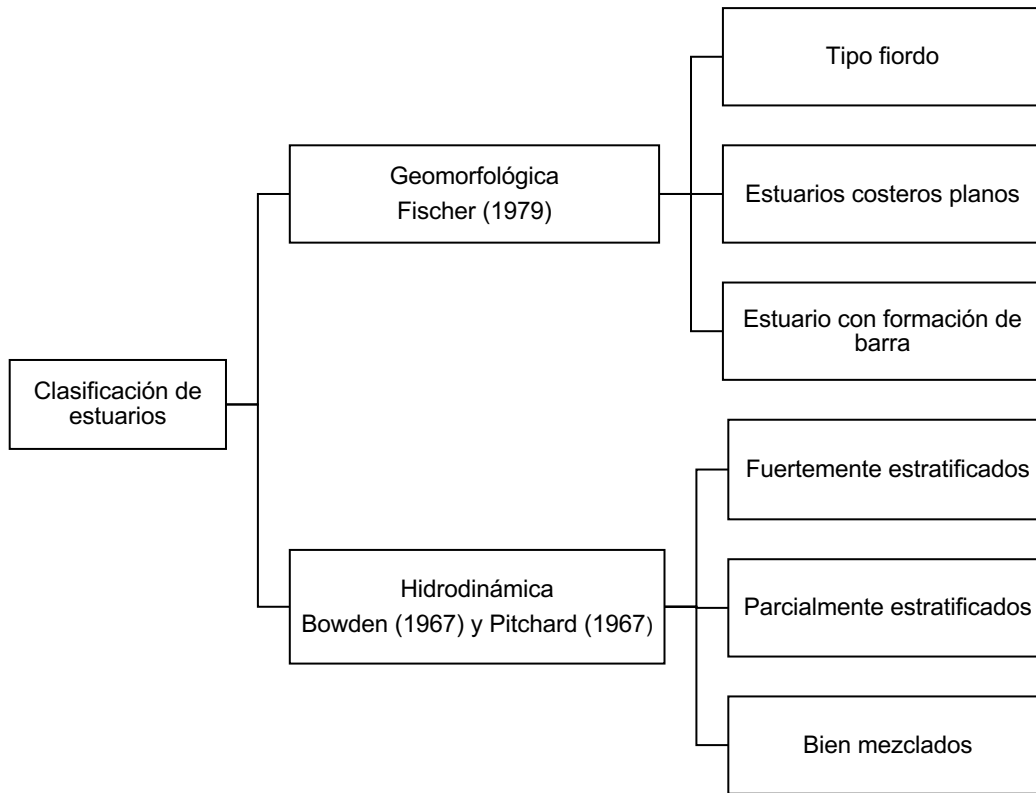 Clasificación de
estuarios
Geomorfológica
Fischer (1979)
Tipo fiordo
Estuarios costeros planos
Estuario con formación de
barra
Hidrodinámica
Bowden (1967) y Pitchard (1967)
Fuertemente estratificados
Parcialmente estratificados
Bien mezclados